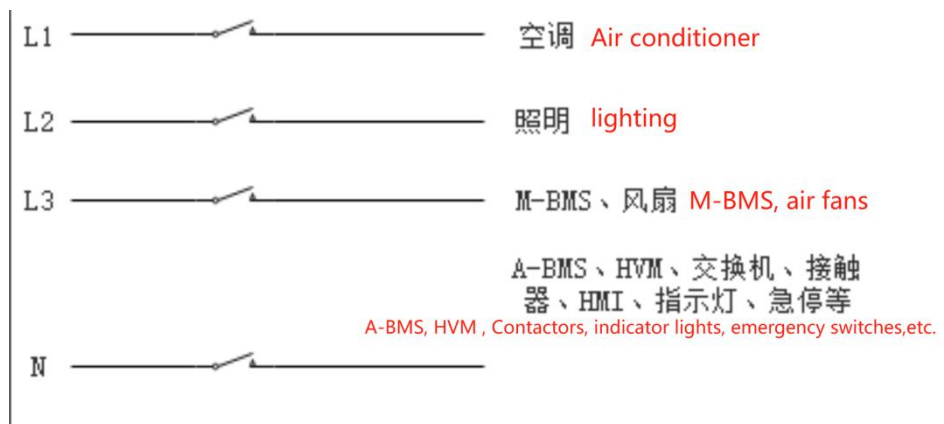 L1 空调 Air conditioner
L2 照明 lighting
L3 M-BMS、风扇 M-BMS, air fans
A-BMS、HVM、交换机、接触
器、HMI、指示灯、急停等
A-BMS, HVM , Contactors, indicator lights, emergency switches,etc.
N